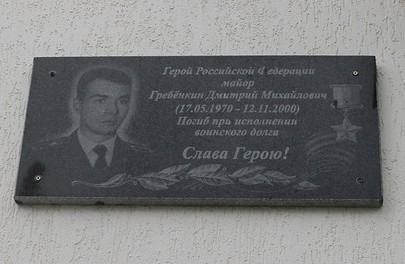 Герой Российской Федерации
майор
Гребёнкин Дмитрий Михайлович
(17.05.1970 - 12.11.2000)
Погиб при исполнении
воинского долга
Слава Герою!